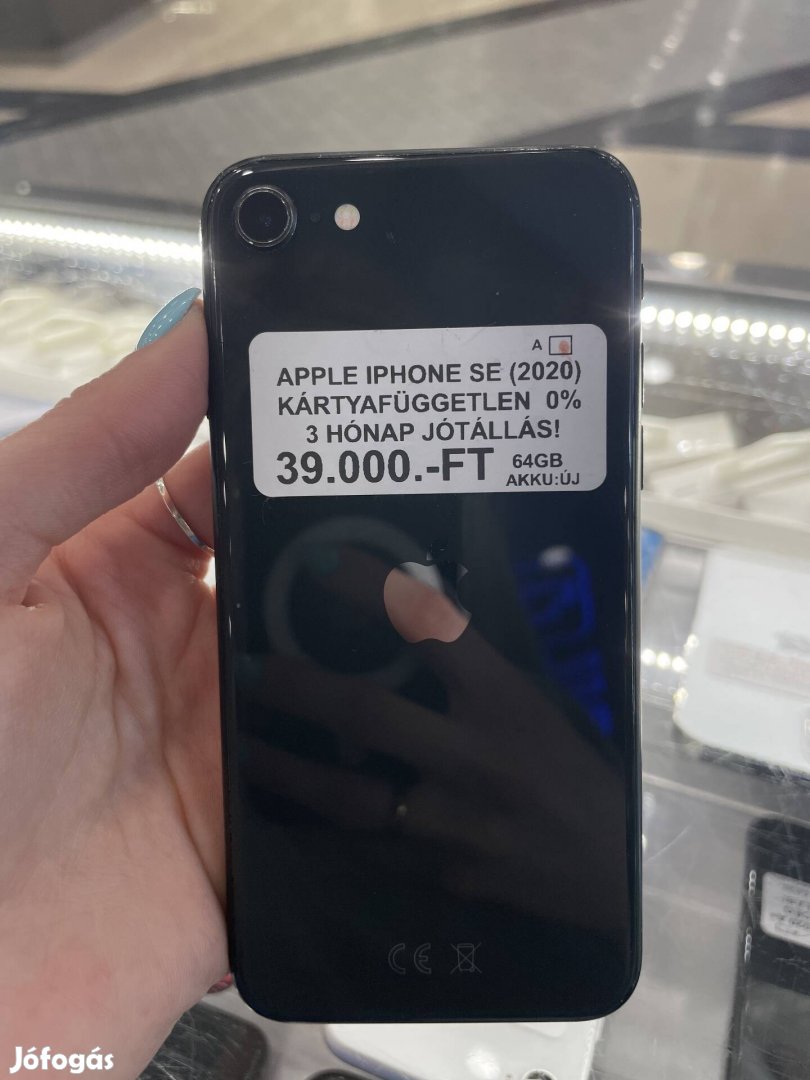 A
APPLE IPHONE SE (2020)
KÁRTYAFÜGGETLEN 0%
3 HÓNAP JÓTÁLLÁS!
39.000.-FT 64GB
AKKU:ÚJ
CE
Jófogás